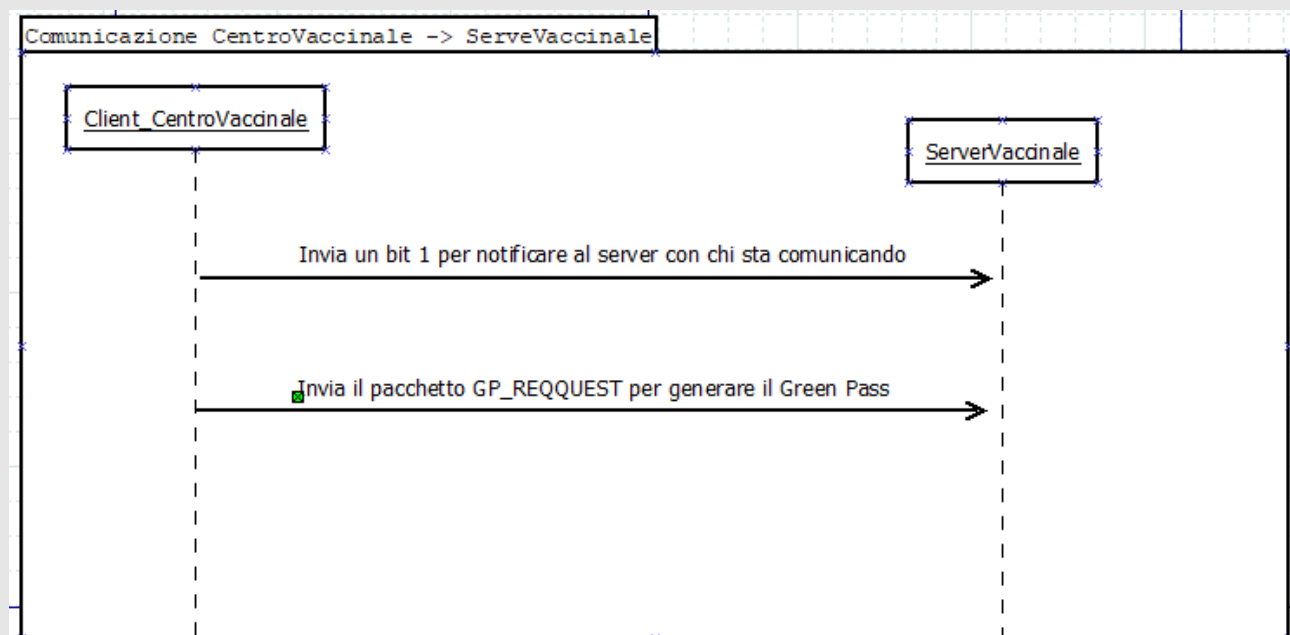 Comunicazione CentroVaccinale -> ServeVaccinale
Client_CentroVaccinale
ServerVaccinale
Invia un bit 1 per notificare al server con chi sta comunicando
Invia il pacchetto GP_REQQUEST per generare il Green Pass